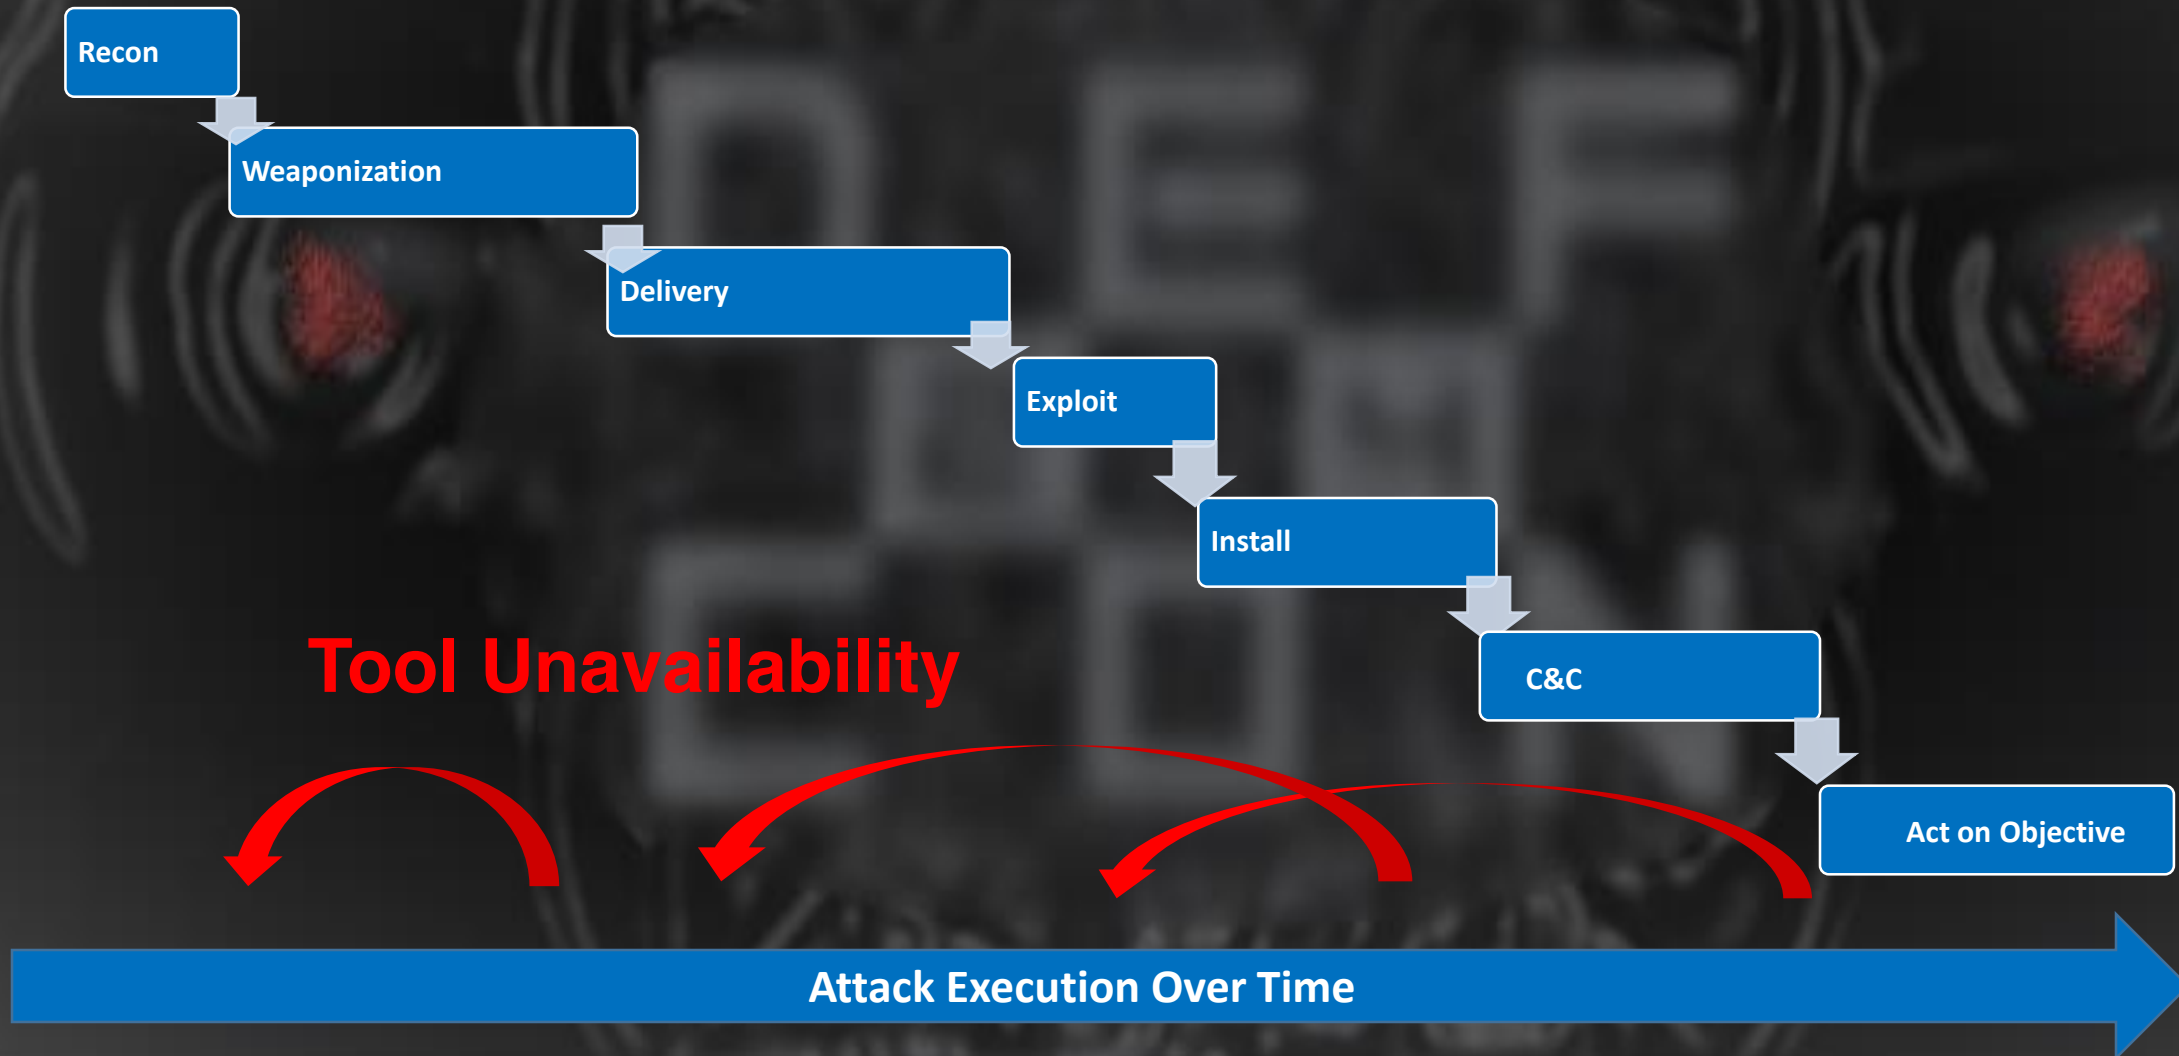 Recon
Weaponization
Delivery
Exploit
Install
Tool Unavailability
C&C
Act on Objective
Attack Execution Over Time
D E F
C O N